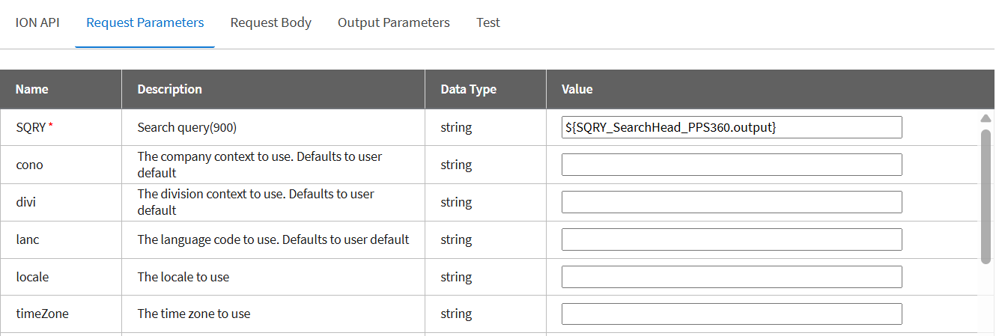 ION API Request Parameters Request Body Output Parameters Test
Name Description Data Type Value
SQRY * Search query(900) string ${SQRY_SearchHead_PPS360.output}
cono The company context to use. Defaults to user default string
divi The division context to use. Defaults to user default string
lanc The language code to use. Defaults to user default string
locale The locale to use string
timeZone The time zone to use string